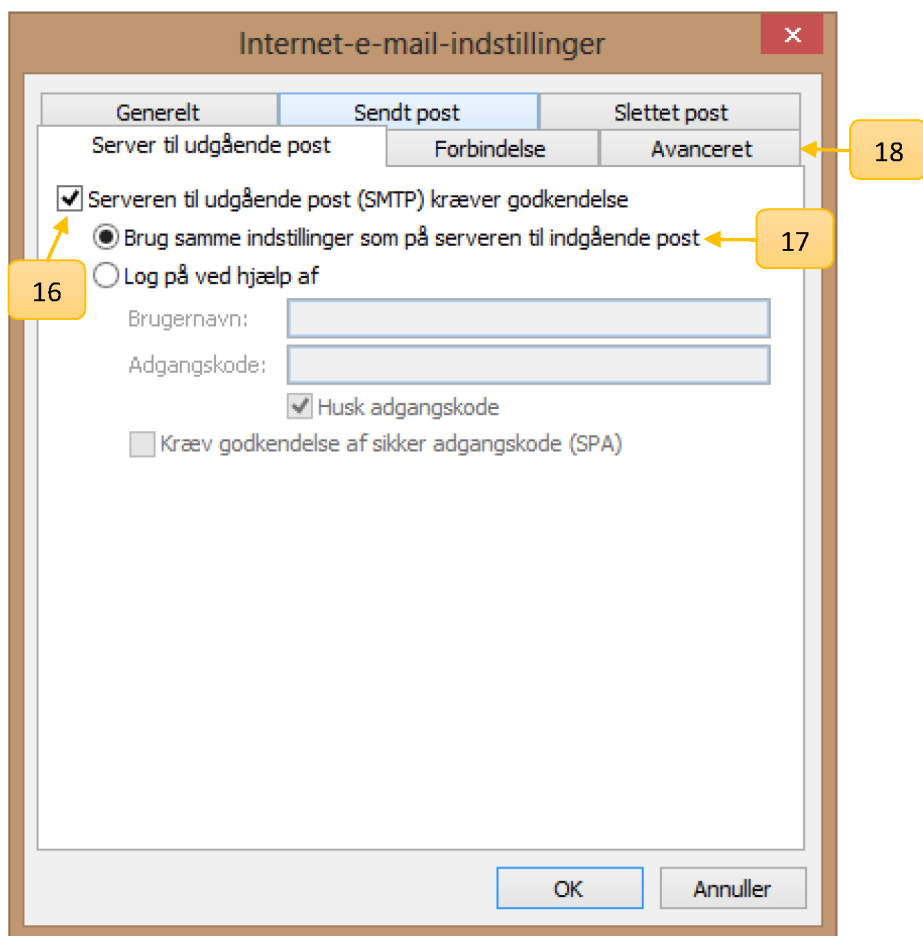 Internet-e-mail-indstillinger
Generelt
Sendt post
Slettet post
Server til udgående post
Forbindelse
Avanceret
18
Serveren til udgående post (SMTP) kræver godkendelse
Brug samme indstillinger som på serveren til indgående post
17
16
Log på ved hjælp af
Brugernavn:
Adgangskode:
Husk adgangskode
Kræv godkendelse af sikker adgangskode (SPA)
OK
Annuller